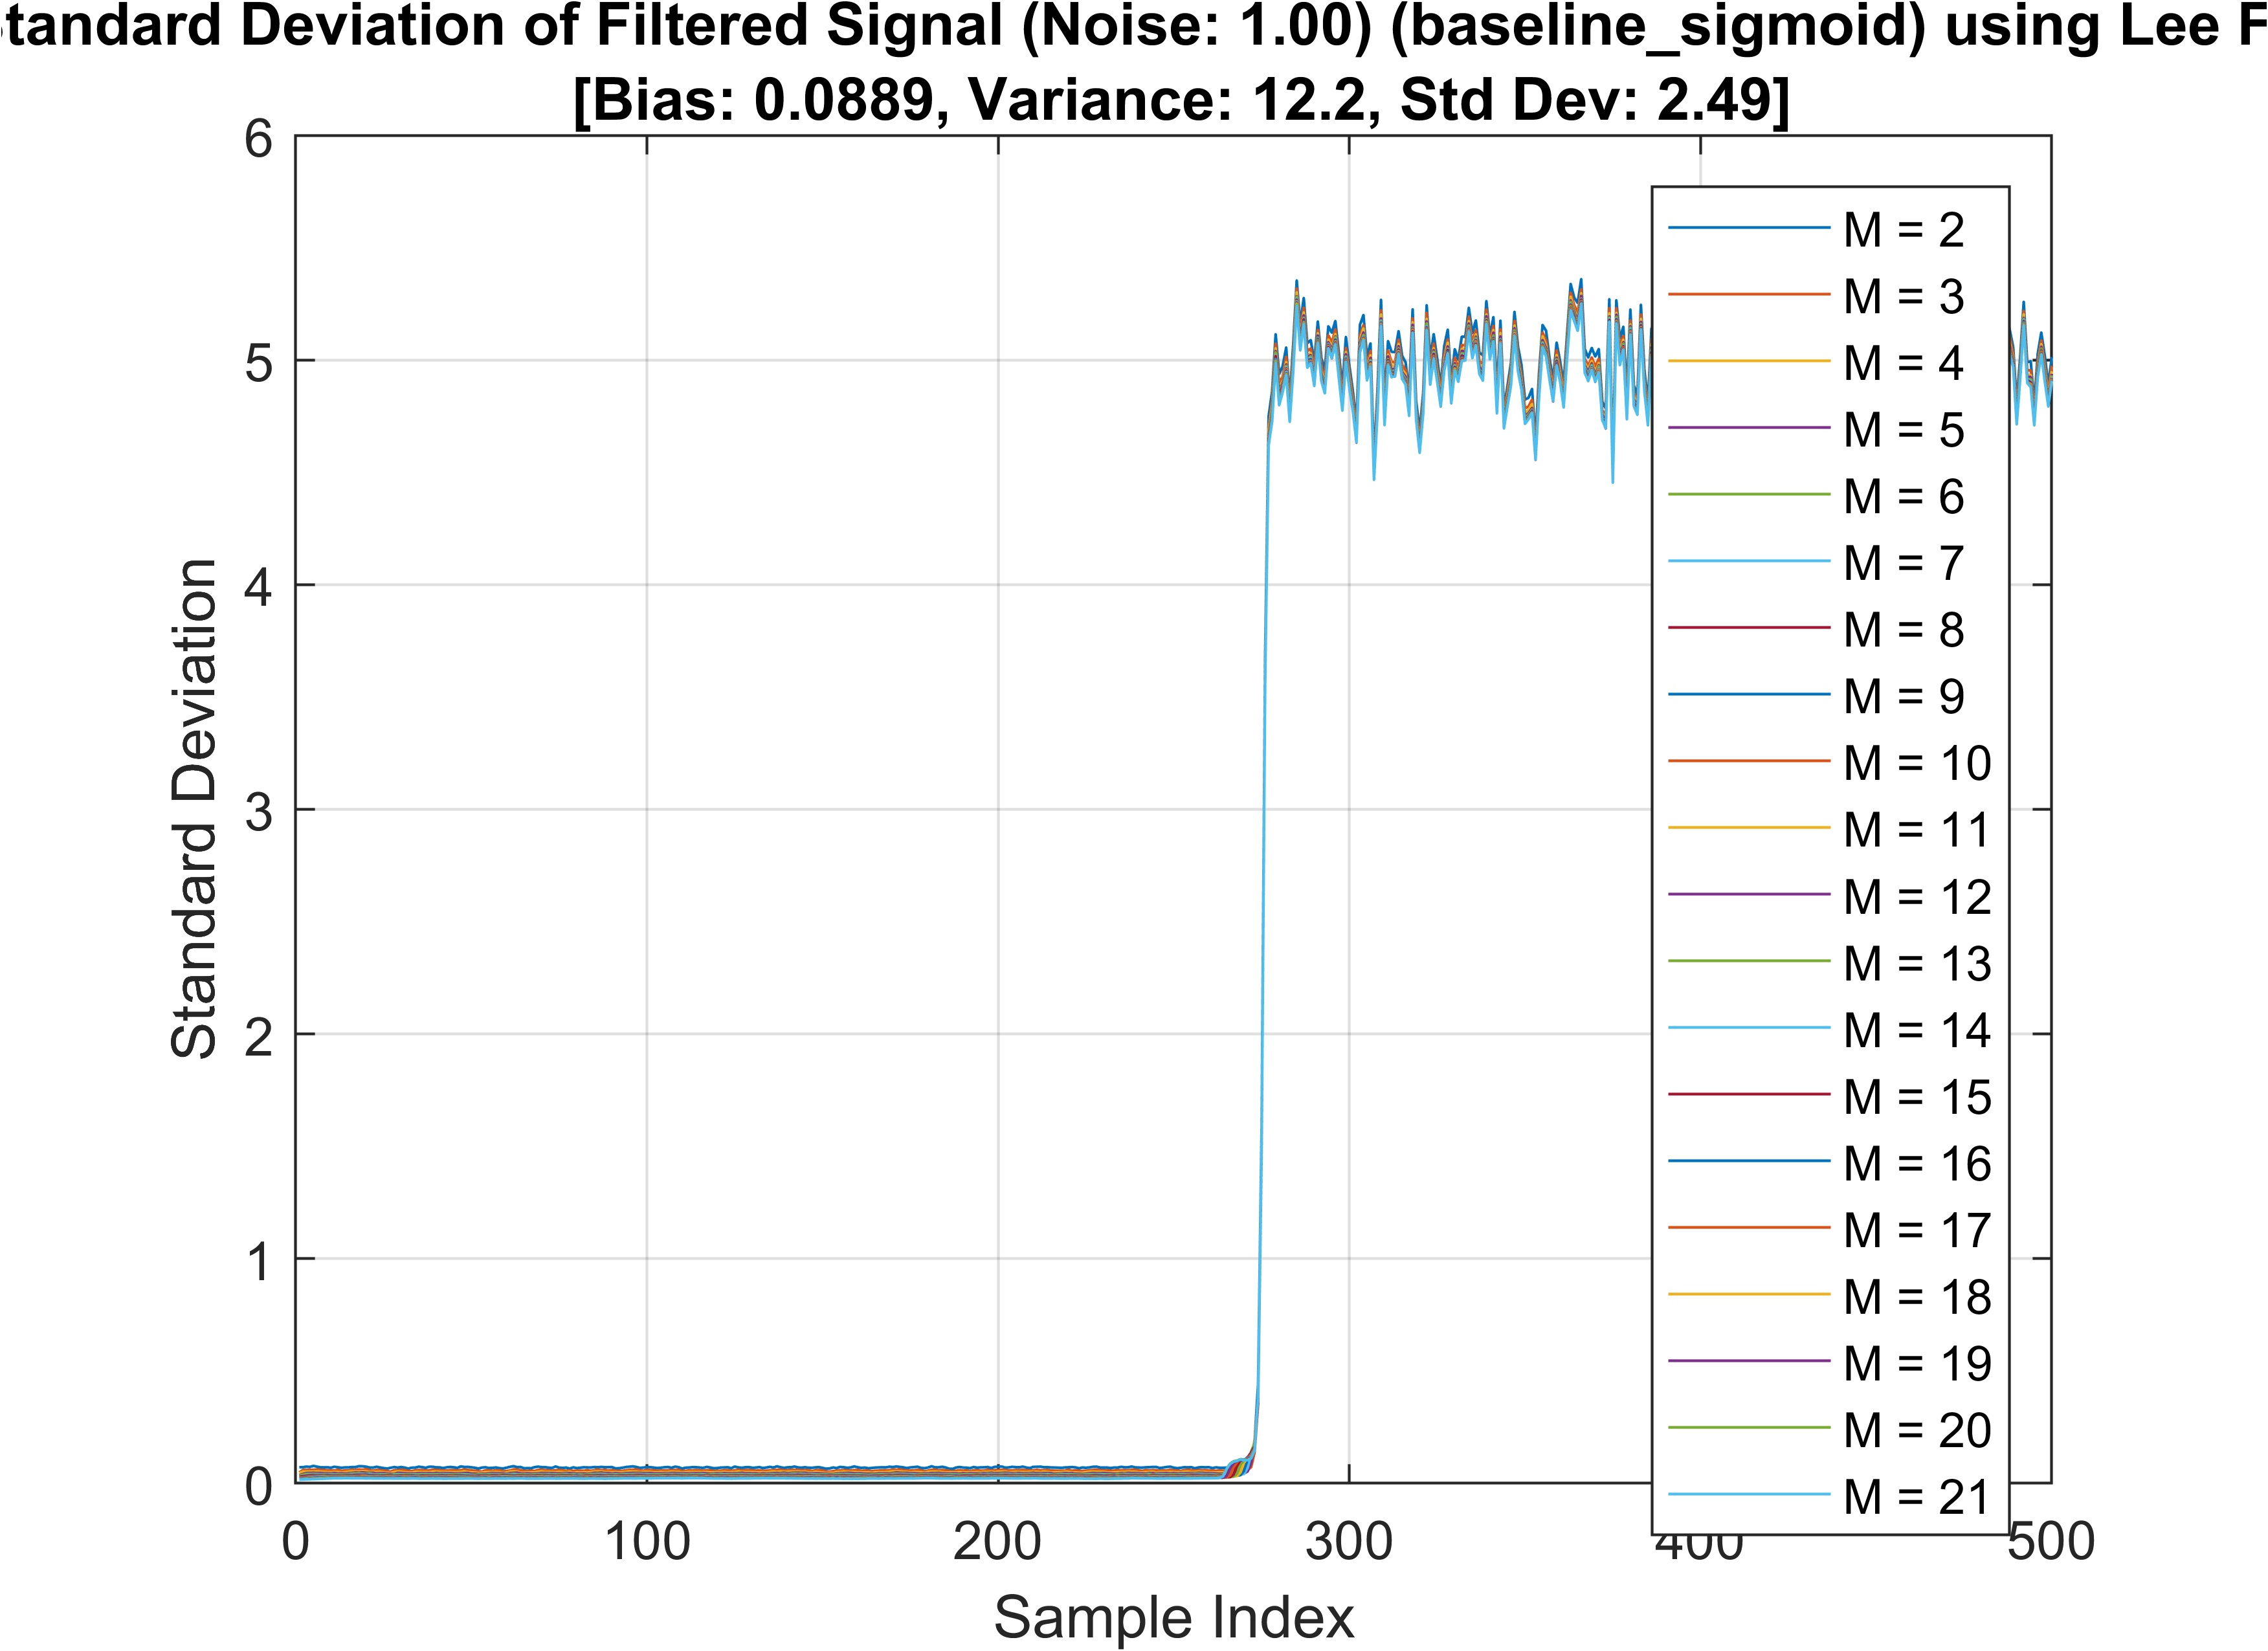 tandard Deviation of Filtered Signal (Noise: 1.00) (baseline_sigmoid) using Lee F
[Bias: 0.0889, Variance: 12.2, Std Dev: 2.49]
6
5
4
3
2
1
0
Standard Deviation
0 100 200 300 400 500
Sample Index
M = 2
M = 3
M = 4
M = 5
M = 6
M = 7
M = 8
M = 9
M = 10
M = 11
M = 12
M = 13
M = 14
M = 15
M = 16
M = 17
M = 18
M = 19
M = 20
M = 21